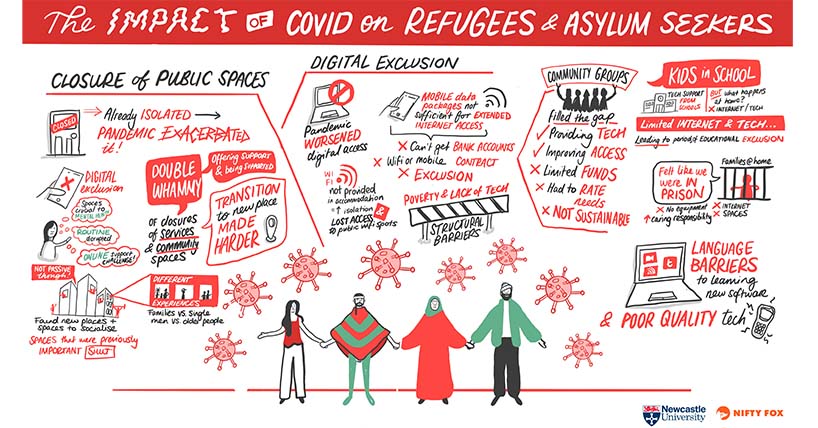 The IMPACT OF COVID on REFUGEES & ASYLUM SEEKERS
CLOSURE of PUBLIC SPACES
CLOSED
Already ISOLATED
PANDEMIC EXACERBATED
it!
DIGITAL
exclusion
Spaces
crucial to
MENTAL HLTH
ROUTINE
disrupted
ONLINE support
CHALLENGE!
DOUBLE
WHAMMY
Offering SUPPORT
& being SUPPORTED
of closures
of services
& community
spaces
TRANSITION
to new place
MADE
HARDER
NOT PASSIVE
though!
Found new places +
spaces to socialise
SPACES that were previously
IMPORTANT SHUT
DIFFERENT
EXPERIENCES
Families vs. Single
men vs. older people
DIGITAL EXCLUSION
Pandemic
WORSENED
digital access
MOBILE data
packages not
sufficient for EXTENDED
INTERNET ACCESS
Can't get BANK ACCOUNTS
Wifi or mobile CONTRACT
EXCLUSION
WI
FI
not provided
in accommodation
↑ isolation
LOST ACCESS
to public wifi spots
POVERTY & LACK of TECH
STRUCTURAL
BARRIERS
COMMUNITY GROUPS
Filled the gap
Providing TECH
Improving ACCESS
Limited FUNDS
Had to RATE
needs
NOT SUSTAINABLE
KIDS in SCHOOL
TECH SUPPORT
FROM
SCHOOLS
BUT what happens
at home?
X INTERNET / TECH
Limited INTERNET & TECH...
Leading to period of EDUCATIONAL EXCLUSION
Felt like we
were IN
PRISON
Families@home
X No equipment
↑ caring responsibility
X INTERNET
X SPACES
LANGUAGE
BARRIERS
to learning
new software
& POOR QUALITY tech
Newcastle
University
NIFTY FOX